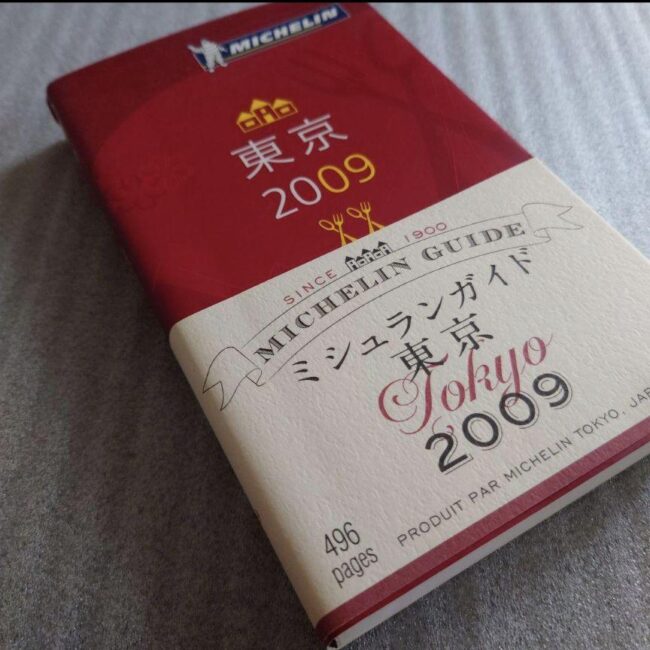 MICHELIN
東京
2009
SINCE 1900
MICHELIN GUIDE
ミシュランガイド
東京
Tokyo
2009
PRODUIT PAR MICHELIN TOKYO, JAP
496
pages